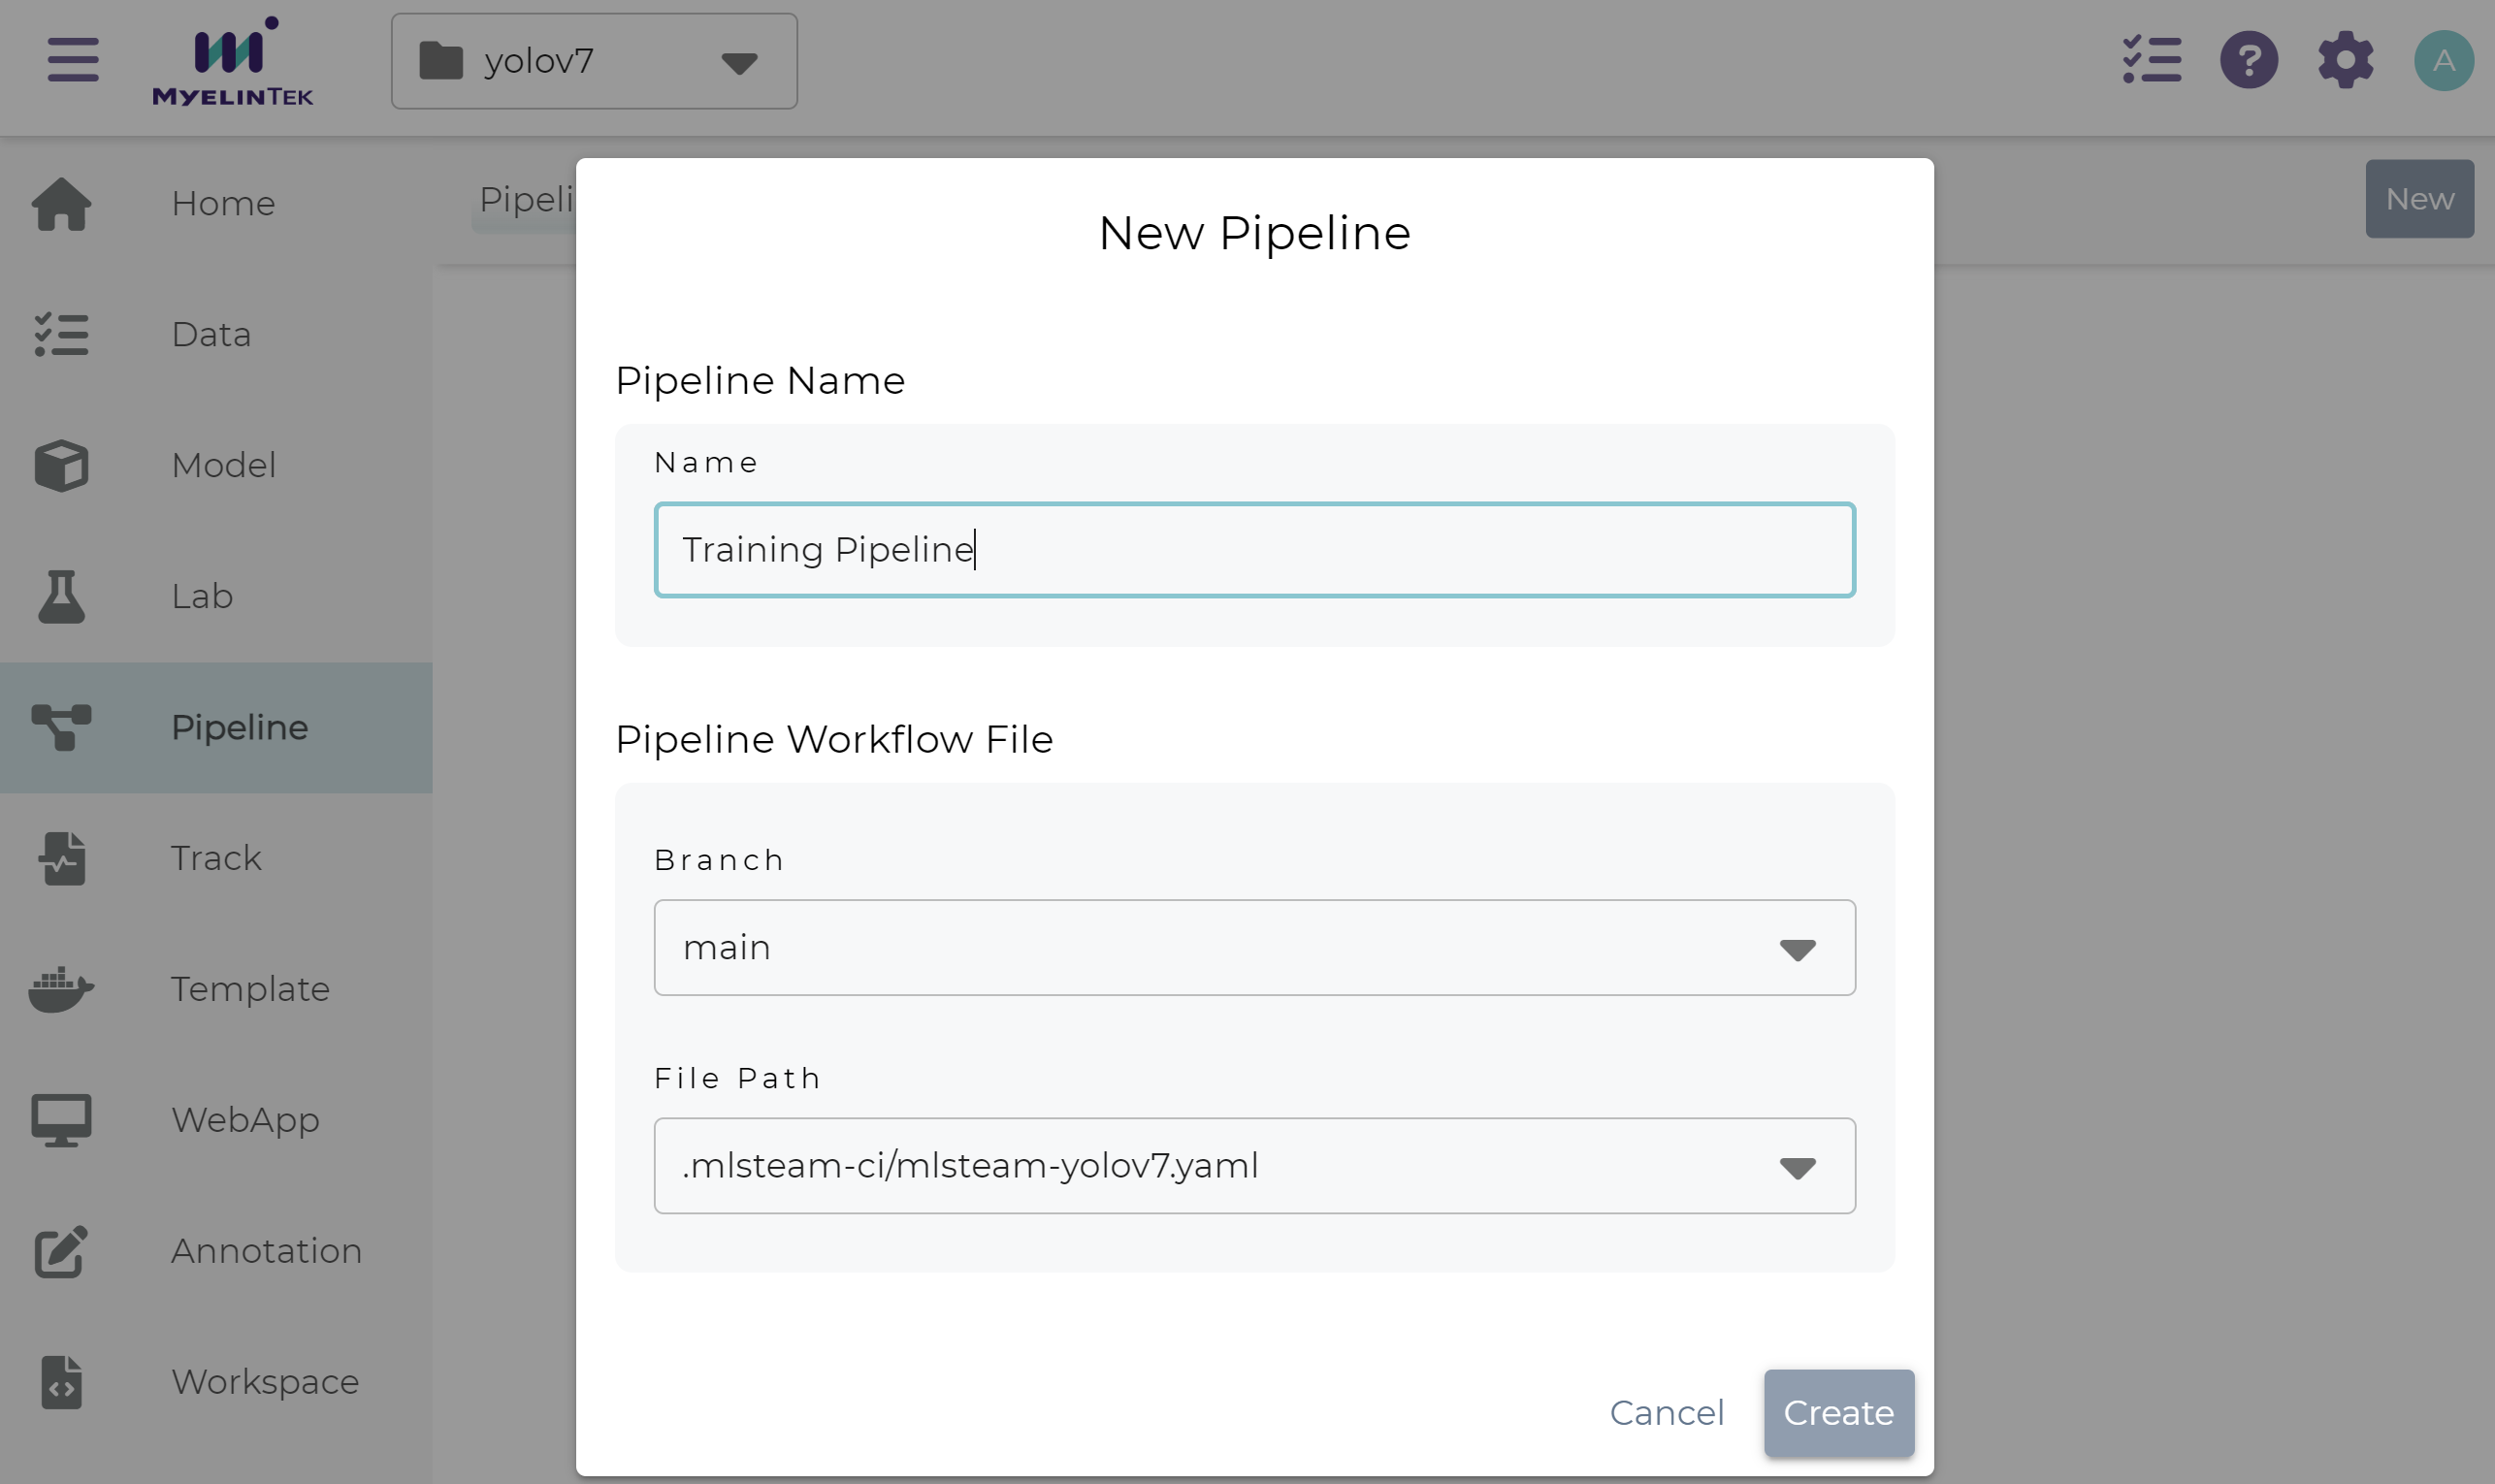 MYELINTEK
yolov7
?
A
Home
Data
Model
Lab
Pipeline
Track
Template
WebApp
Annotation
Workspace
Pipeli
New
New Pipeline
Pipeline Name
Name
Training Pipeline
Pipeline Workflow File
Branch
main
File Path
.mlsteam-ci/mlsteam-yolov7.yaml
Cancel
Create